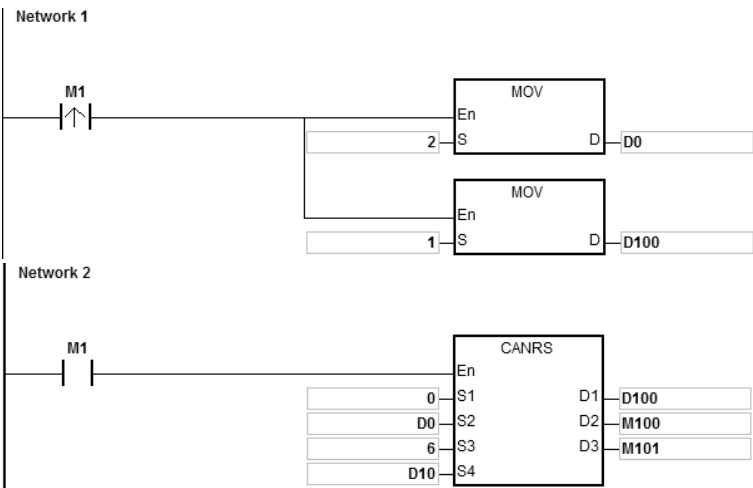 Network 1
M1
MOV
En
2 S D D0
MOV
En
1 S D D100
Network 2
M1
CANRS
En
0 S1 D1 D100
D0 S2 D2 M100
6 S3 D3 M101
D10 S4